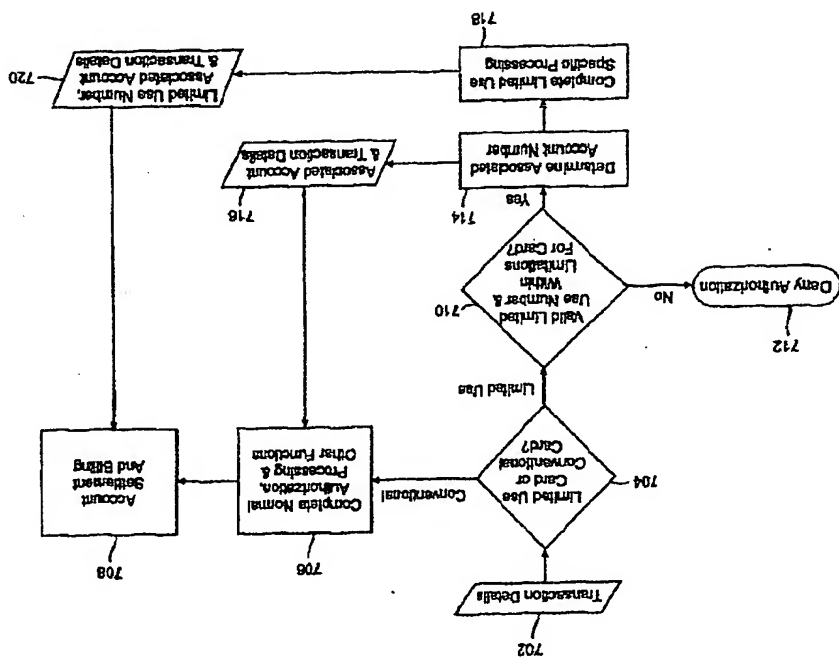 702
Transaction Details
704
Limited Use
Card or
Conventional
Card?
Conventional
Limited Use
706
Complete Normal
Authorization,
Processing &
Other Functions
708
Account
Settlement
And Billing
710
Valid Limited
Use Number &
Within
Limitations
For Card?
No
712
Deny Authorization
Yes
714
Determine Associated
Account Number
716
Associated Account
& Transaction Details
718
Complete Limited Use
Specific Processing
720
Limited Use Number,
Associated Account
& Transaction Details